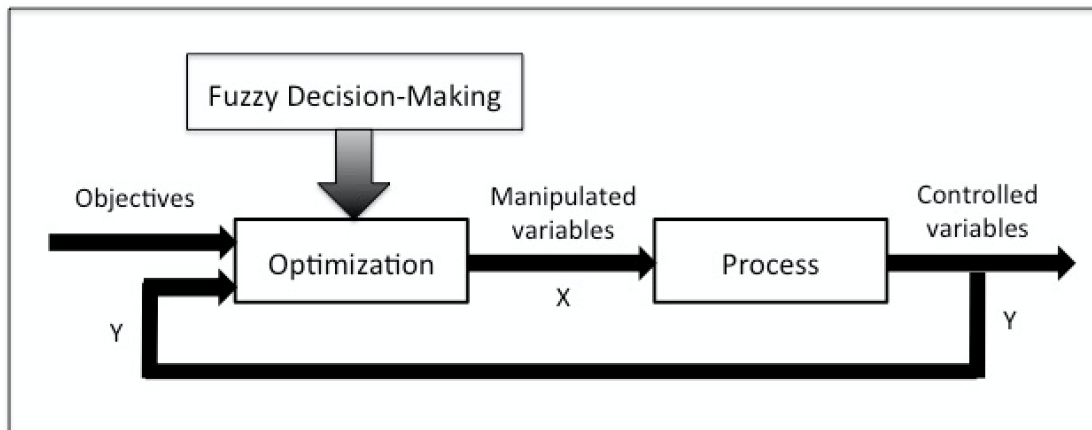 Fuzzy Decision-Making
Objectives
Manipulated
variables
Controlled
variables
Optimization
Process
X
Y
Y